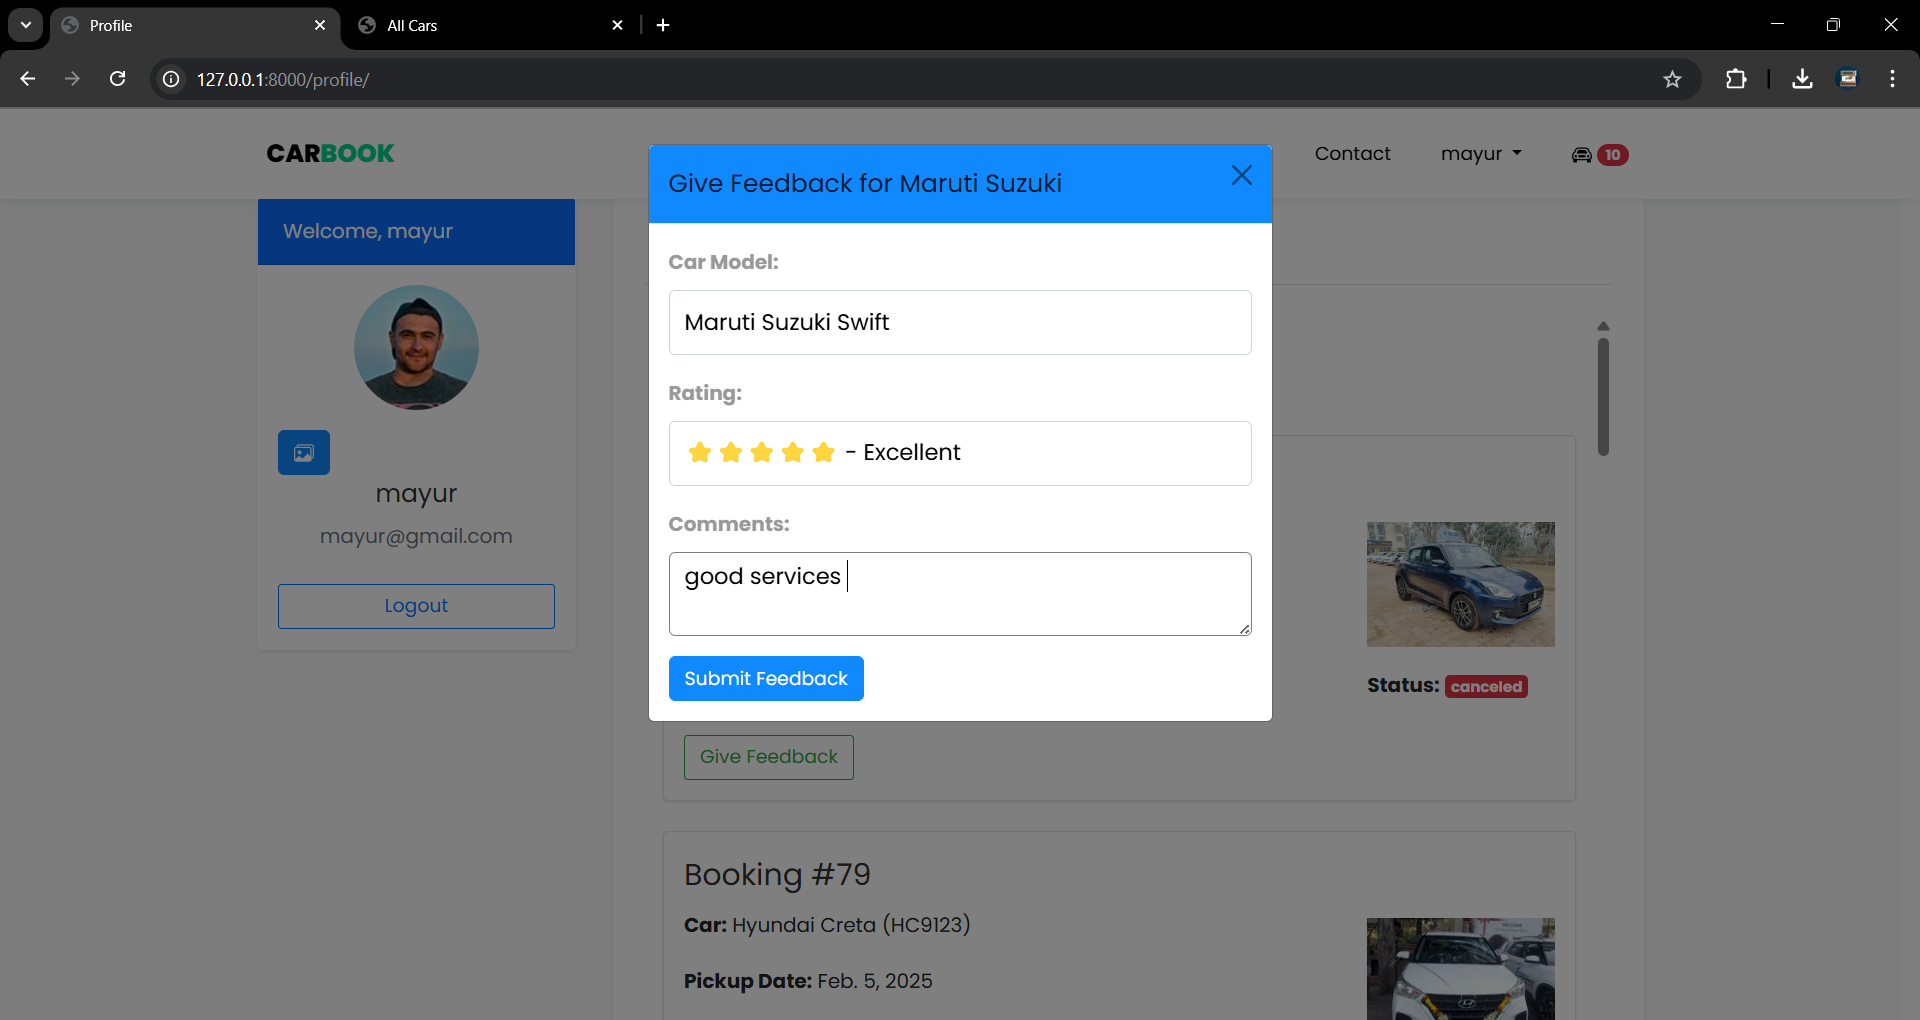 Profile
All Cars
127.0.0.1:8000/profile/
CARBOOK
Contact
mayur
10
Welcome, mayur
mayur
mayur@gmail.com
Logout
Give Feedback for Maruti Suzuki
Car Model:
Maruti Suzuki Swift
Rating:
- Excellent
Comments:
good services
Submit Feedback
Status: canceled
Give Feedback
Booking #79
Car: Hyundai Creta (HC9123)
Pickup Date: Feb. 5, 2025